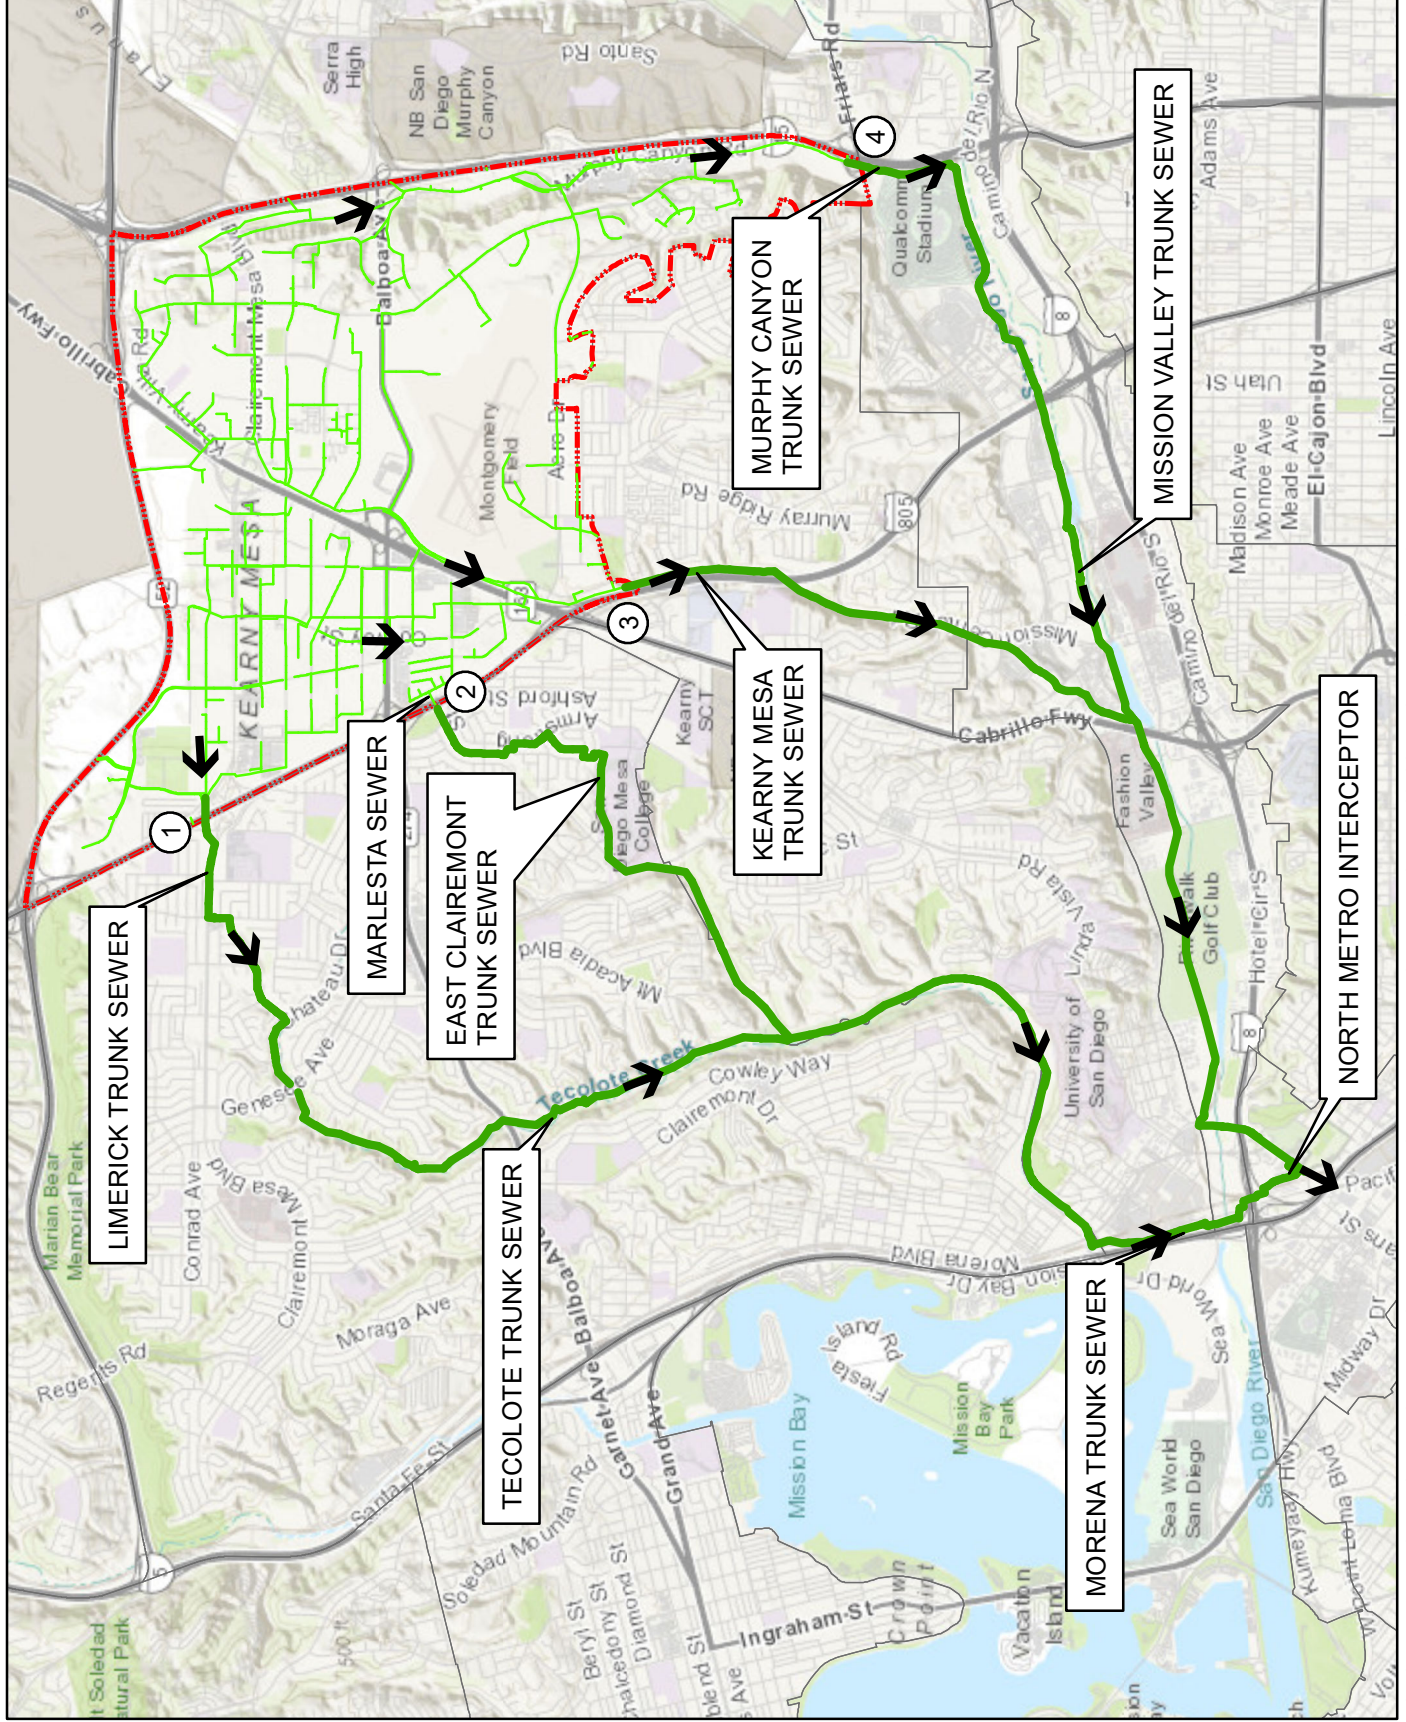 LIMERICK TRUNK SEWER
MARLESTA SEWER
EAST CLAIREMONT
TRUNK SEWER
TECOLOTE TRUNK SEWER
KEARNY MESA
TRUNK SEWER
MURPHY CANYON
TRUNK SEWER
MISSION VALLEY TRUNK SEWER
NORTH METRO INTERCEPTOR
MORENA TRUNK SEWER
1
2
3
4
KEARNY MESA
Marian Bear
Memorial Park
Conrad Ave
Clairemont Mesa Blvd
Regents Rd
Moraga Ave
Genesee Ave
Chateau Dr
Santa Fe St
Soledad Mountain Rd
Garnet Ave
Balboa Ave
Grand Ave
Beryl St
Diamond St
Ingraham St
Crown
Point
Vacation
Island
Mission Bay
Fiesta
Island Rd
Mission
Bay
Park
Sea World
San Diego
Sea World Dr
Morena Blvd
San Diego River
Kumeyaay Hwy
Midway Dr
Tecolote Creek
Cowley Way
Clairemont Dr
Mt Acadia Blvd
University of
San Diego
Linda Vista Rd
Hotel Cir S
Golf Club
Fashion
Valley
Cabrillo Fwy
Kearny
SCT
Ashford St
Armstrong
Diego Mesa
College
Murray Ridge Rd
Montgomery
Field
Aero Dr
Balboa Ave
Clairemont Mesa Blvd
Kearny Villa Rd
Cabrillo Fwy
Murphy Canyon Rd
Serra
High
NB San
Diego
Murphy
Canyon
Santo Rd
Friars Rd
Qualcomm
Stadium
Camino del Rio N
Camino del Rio S
Adams Ave
Utah St
Madison Ave
Monroe Ave
Meade Ave
El Cajon Blvd
Lincoln Ave
52
163
805
8
8
5
274
500 ft